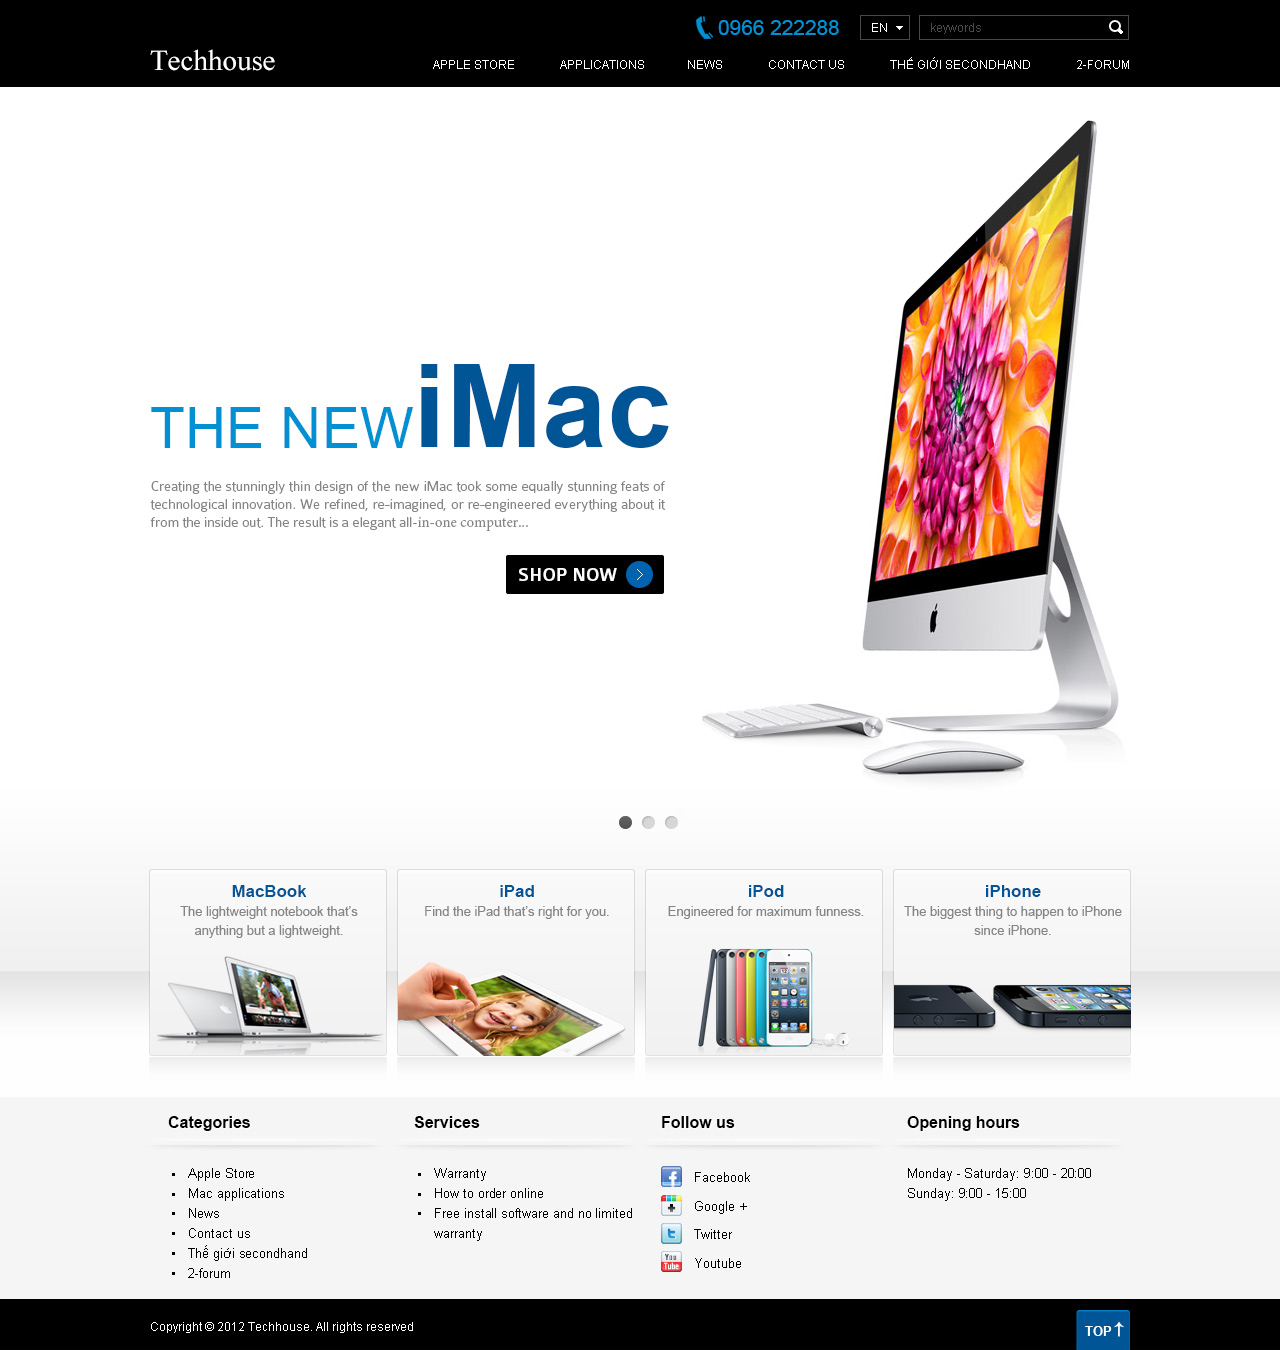 0966 222288
EN
keywords
Techhouse
APPLE STORE
APPLICATIONS
NEWS
CONTACT US
THẾ GIỚI SECONDHAND
2-FORUM
THE NEW iMac
Creating the stunningly thin design of the new iMac took some equally stunning feats of
technological innovation. We refined, re-imagined, or re-engineered everything about it
from the inside out. The result is a elegant all-in-one computer...
SHOP NOW
MacBook
The lightweight notebook that's
anything but a lightweight.
iPad
Find the iPad that's right for you.
iPod
Engineered for maximum funness.
iPhone
The biggest thing to happen to iPhone
since iPhone.
Categories
Apple Store
Mac applications
News
Contact us
Thế giới secondhand
2-forum
Services
Warranty
How to order online
Free install software and no limited
warranty
Follow us
Facebook
Google +
Twitter
You
Tube
Youtube
Opening hours
Monday - Saturday: 9:00 - 20:00
Sunday: 9:00 - 15:00
Copyright © 2012 Techhouse. All rights reserved
TOP